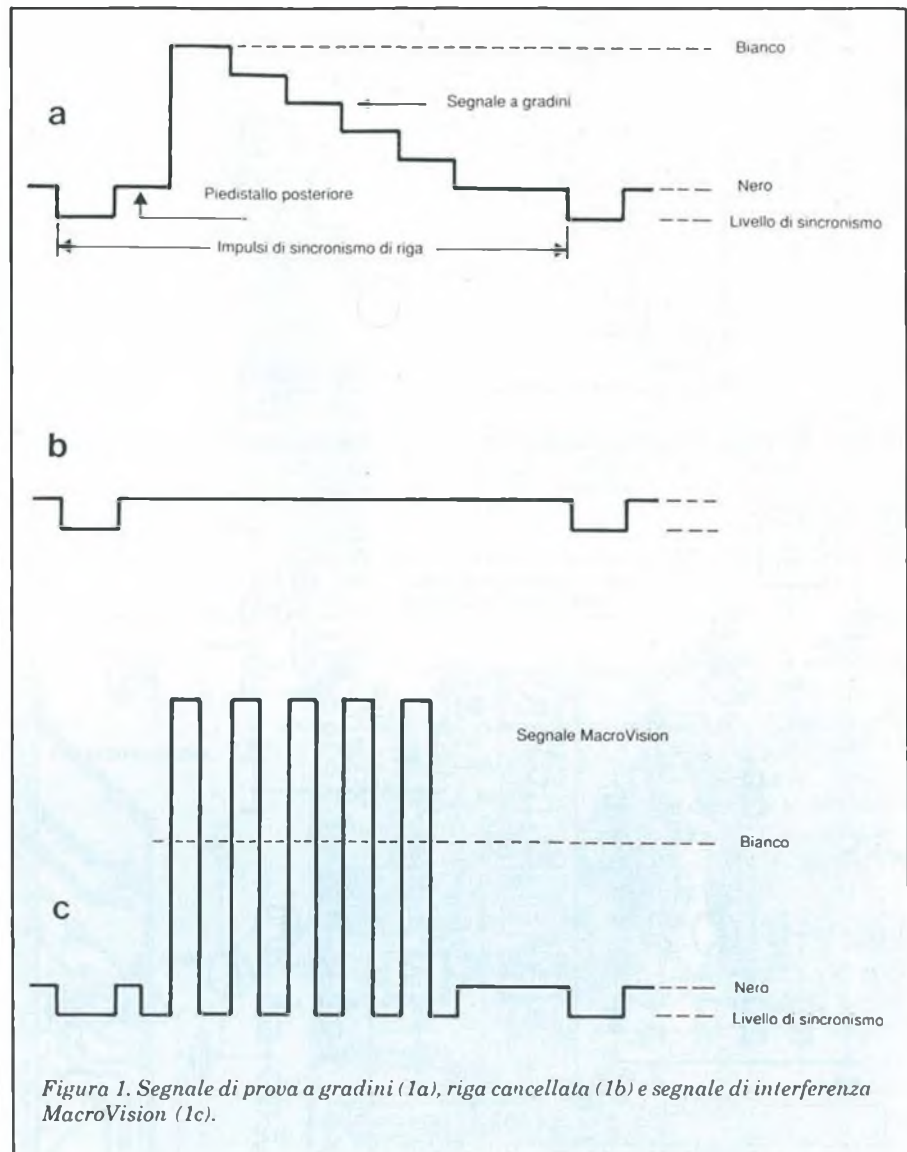 Bianco
a
Segnale a gradini
Piedistallo posteriore
Nero
Livello di sincronismo
Impulsi di sincronismo di riga
b
Segnale MacroVision
Bianco
c
Nero
Livello di sincronismo
Figura 1. Segnale di prova a gradini (1a), riga cancellata (1b) e segnale di interferenza
MacroVision (1c).